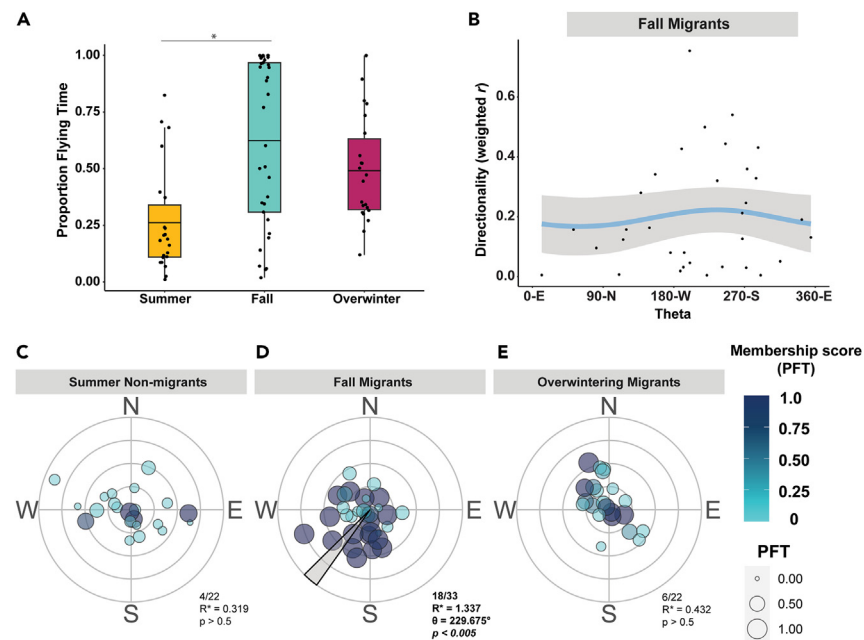 A
*
Proportion Flying Time
1.00
0.75
0.50
0.25
0.00
Summer
Fall
Overwinter
B
Fall Migrants
Directionality (weighted r)
0.6
0.4
0.2
0.0
0-E
90-N
180-W
270-S
360-E
Theta
C
Summer Non-migrants
N
W
E
S
4/22
R* = 0.319
p > 0.5
D
Fall Migrants
N
W
E
S
18/33
R* = 1.337
θ = 229.675°
p < 0.005
E
Overwintering Migrants
N
W
E
S
6/22
R* = 0.432
p > 0.5
Membership score
(PFT)
1.0
0.75
0.50
0.25
0
PFT
0.00
0.50
1.00